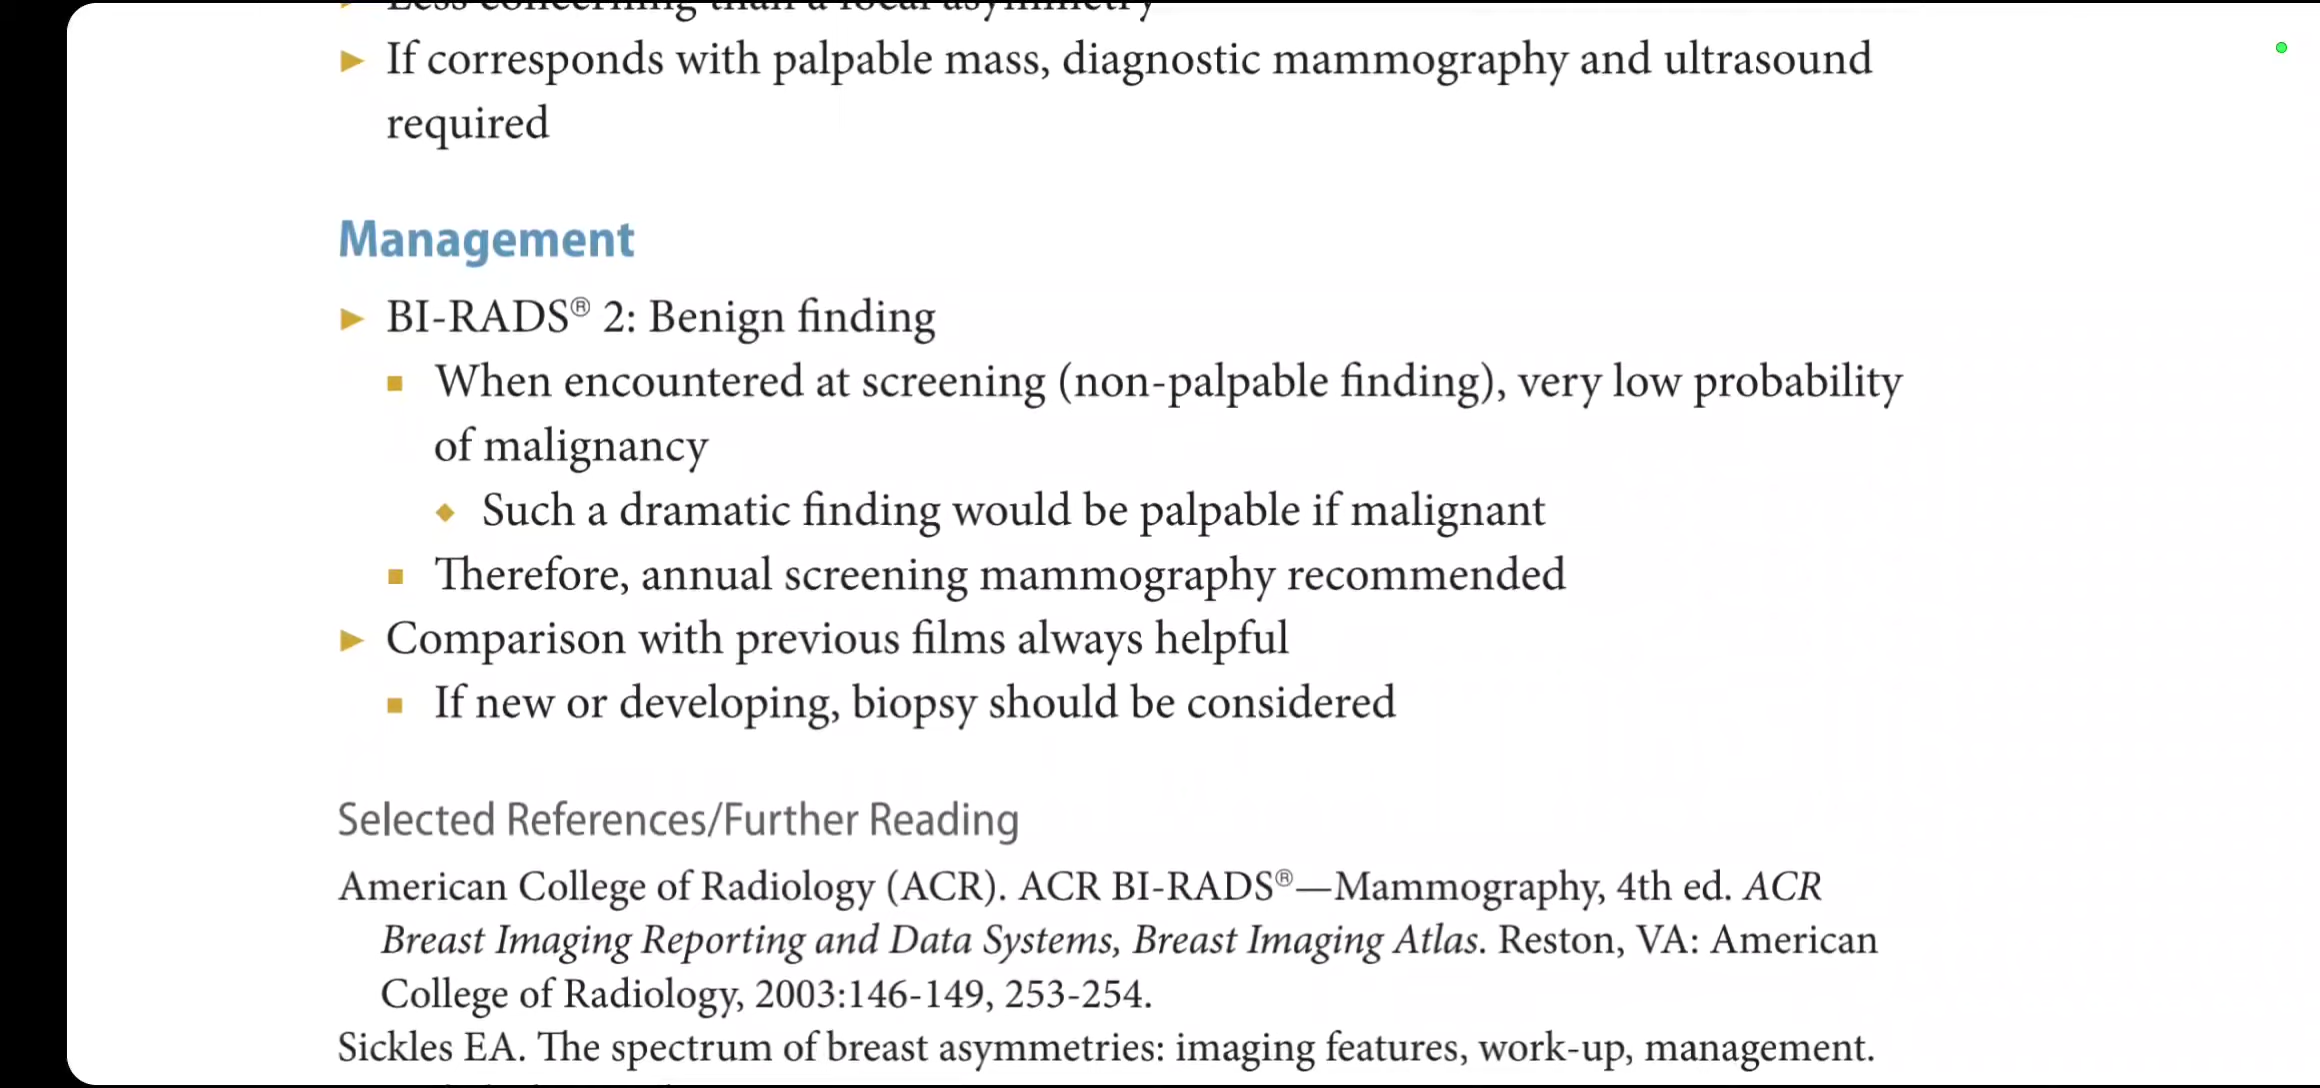 Less concerning than a focal asymmetry
► If corresponds with palpable mass, diagnostic mammography and ultrasound
required
Management
► BI-RADS® 2: Benign finding
■ When encountered at screening (non-palpable finding), very low probability
of malignancy
◆ Such a dramatic finding would be palpable if malignant
■ Therefore, annual screening mammography recommended
► Comparison with previous films always helpful
■ If new or developing, biopsy should be considered
Selected References/Further Reading
American College of Radiology (ACR). ACR BI-RADS®—Mammography, 4th ed. ACR
Breast Imaging Reporting and Data Systems, Breast Imaging Atlas. Reston, VA: American
College of Radiology, 2003:146-149, 253-254.
Sickles EA. The spectrum of breast asymmetries: imaging features, work-up, management.